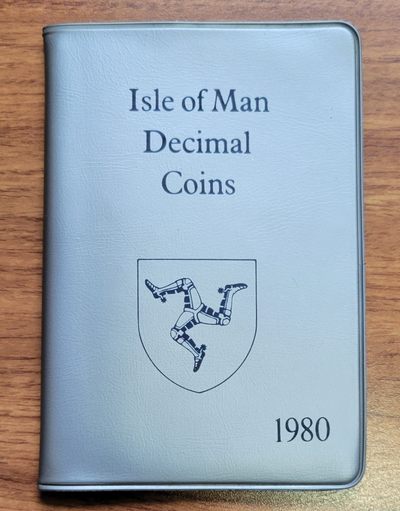 Isle of Man
Decimal
Coins
1980